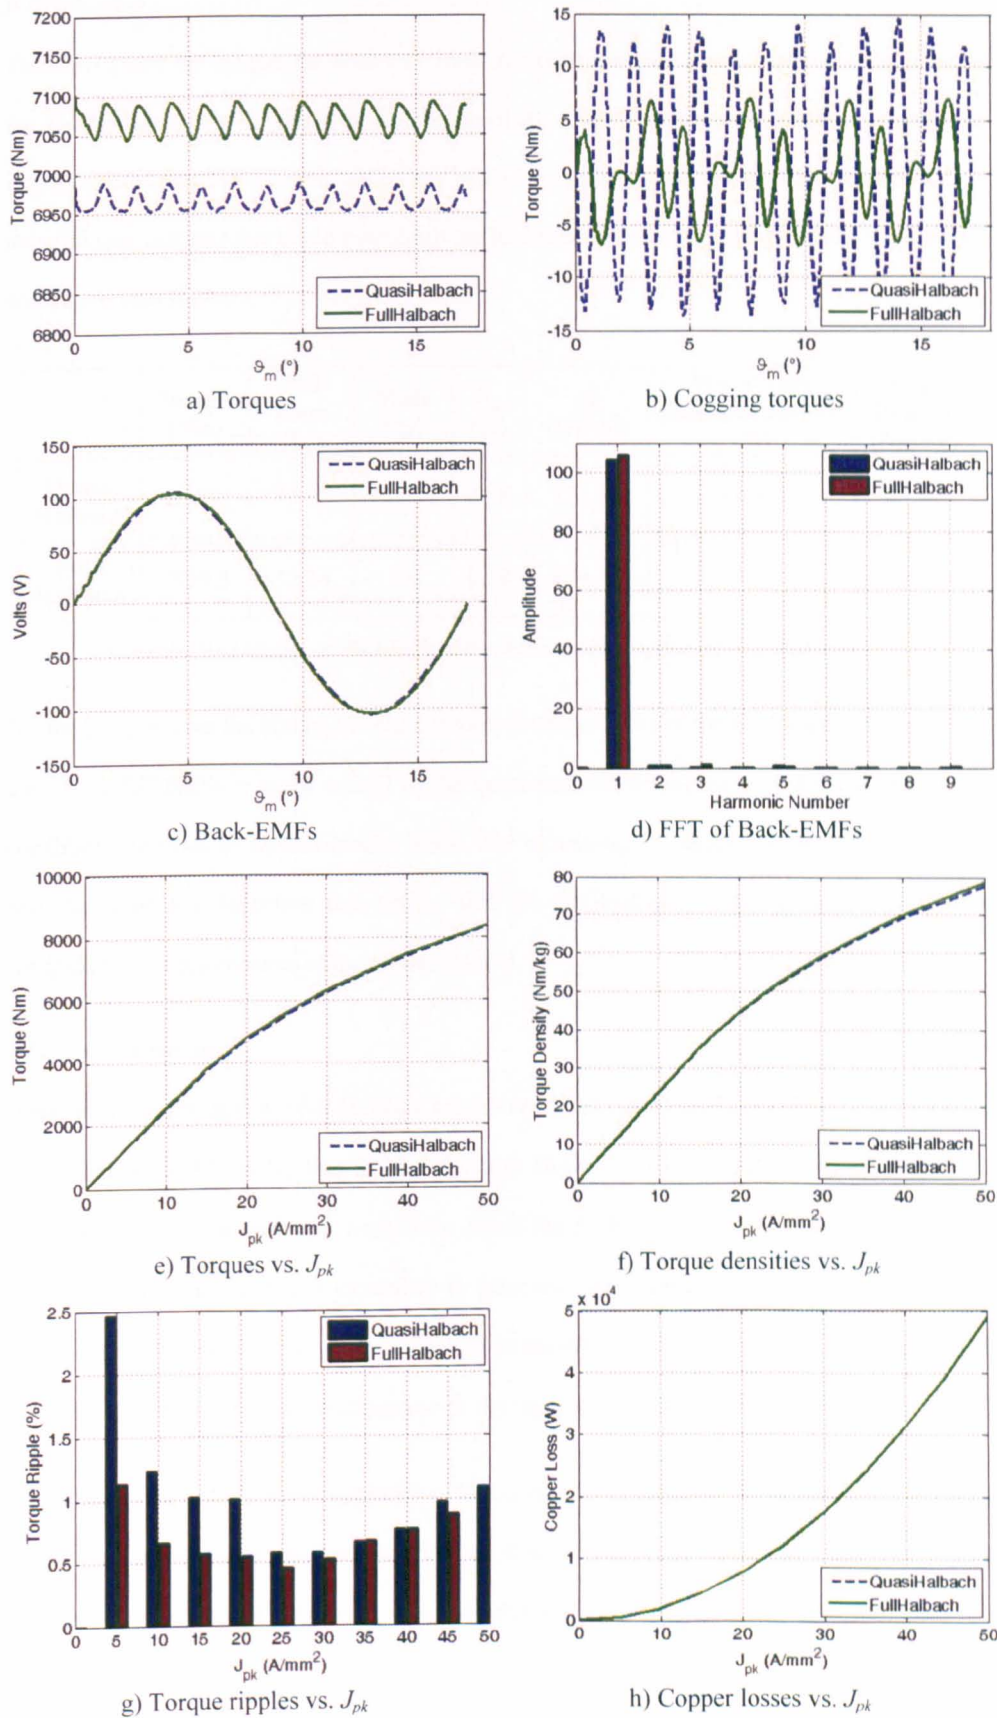 7200
7150
7100
7050
7000
6950
6900
6850
6800
Torque (Nm)
0 5 10 15
ϑm (°)
QuasiHalbach
FullHalbach
a) Torques
15
10
5
0
-5
-10
-15
Torque (Nm)
0 5 10 15
ϑm (°)
QuasiHalbach
FullHalbach
b) Cogging torques
150
100
50
0
-50
-100
-150
Volts (V)
0 5 10 15
ϑm (°)
QuasiHalbach
FullHalbach
c) Back-EMFs
100
80
60
40
20
0
Amplitude
0 1 2 3 4 5 6 7 8 9
Harmonic Number
QuasiHalbach
FullHalbach
d) FFT of Back-EMFs
10000
8000
6000
4000
2000
0
Torque (Nm)
0 10 20 30 40 50
Jpk (A/mm²)
QuasiHalbach
FullHalbach
e) Torques vs. Jpk
80
70
60
50
40
30
20
10
0
Torque Density (Nm/kg)
0 10 20 30 40 50
Jpk (A/mm²)
QuasiHalbach
FullHalbach
f) Torque densities vs. Jpk
2.5
2
1.5
1
0.5
0
Torque Ripple (%)
0 5 10 15 20 25 30 35 40 45 50
Jpk (A/mm²)
QuasiHalbach
FullHalbach
g) Torque ripples vs. Jpk
x 10⁴
5
4
3
2
1
0
Copper Loss (W)
0 10 20 30 40 50
Jpk (A/mm²)
QuasiHalbach
FullHalbach
h) Copper losses vs. Jpk